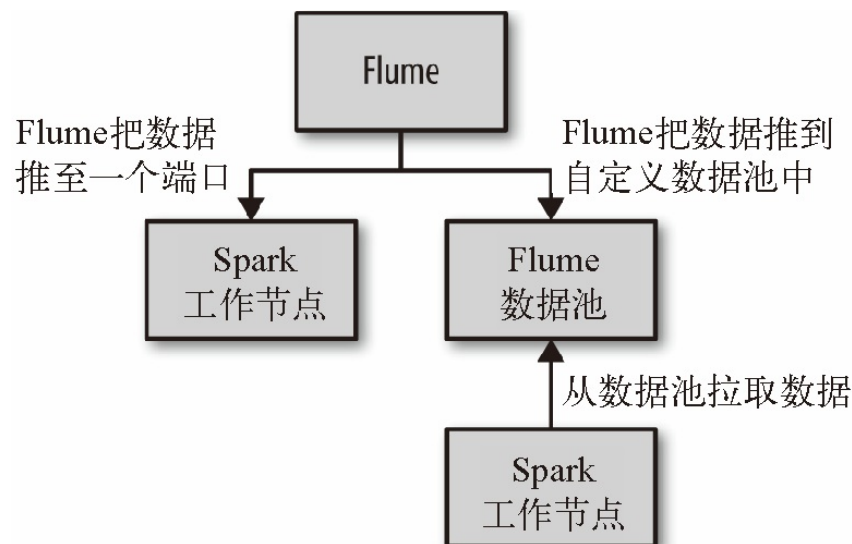 Flume
Flume把数据
推至一个端口
Flume把数据推到
自定义数据池中
Spark
工作节点
Flume
数据池
从数据池拉取数据
Spark
工作节点